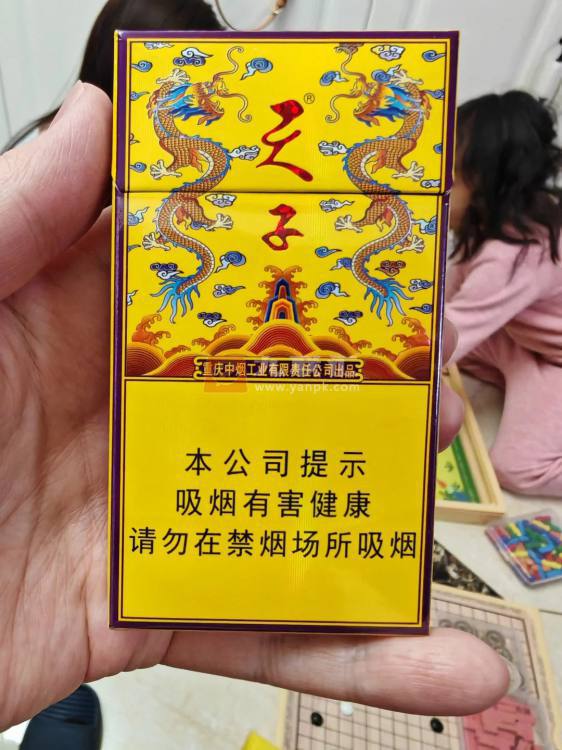 天
®
子
重庆中烟工业有限责任公司出品
www.yanpk.com
本公司提示
吸烟有害健康
请勿在禁烟场所吸烟